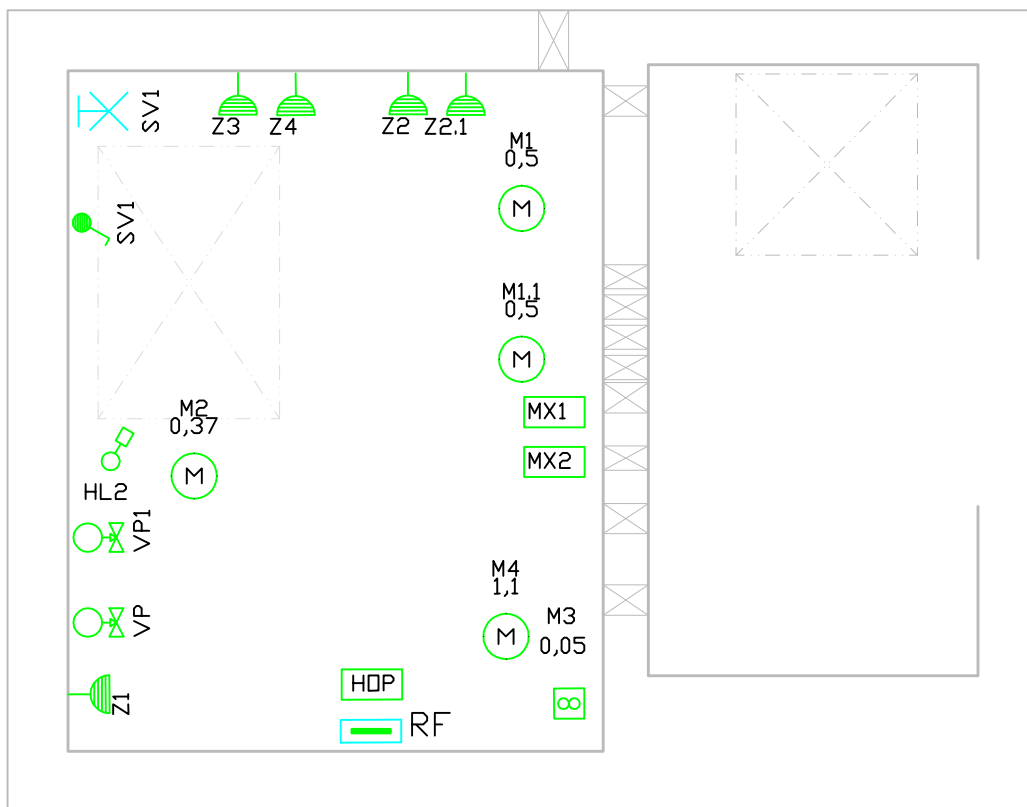 SV1
Z3
Z4
Z2
Z2.1
M1
0,5
M
SV1
M1.1
0,5
M
MX1
M2
0,37
MX2
M
HL2
VP1
M4
1,1
VP
M3
M
0,05
HOP
Z1
RF